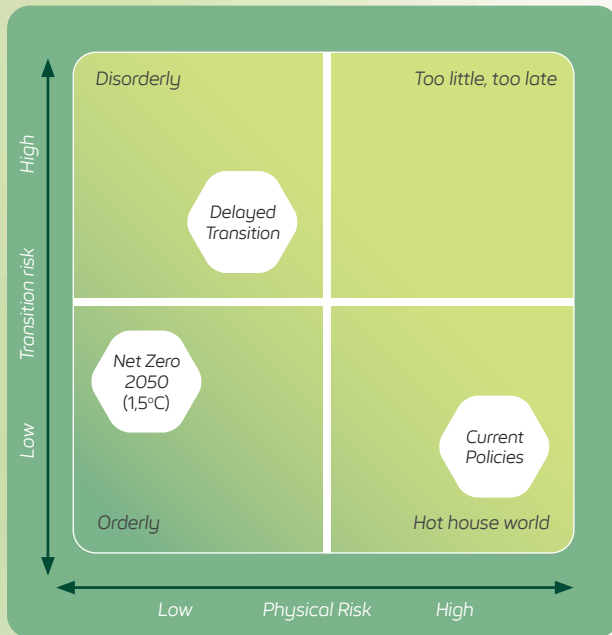 Disorderly
Too little, too late
High
Delayed
Transition
Transition risk
Net Zero
2050
(1,5°C)
Low
Current
Policies
Orderly
Hot house world
Low
Physical Risk
High